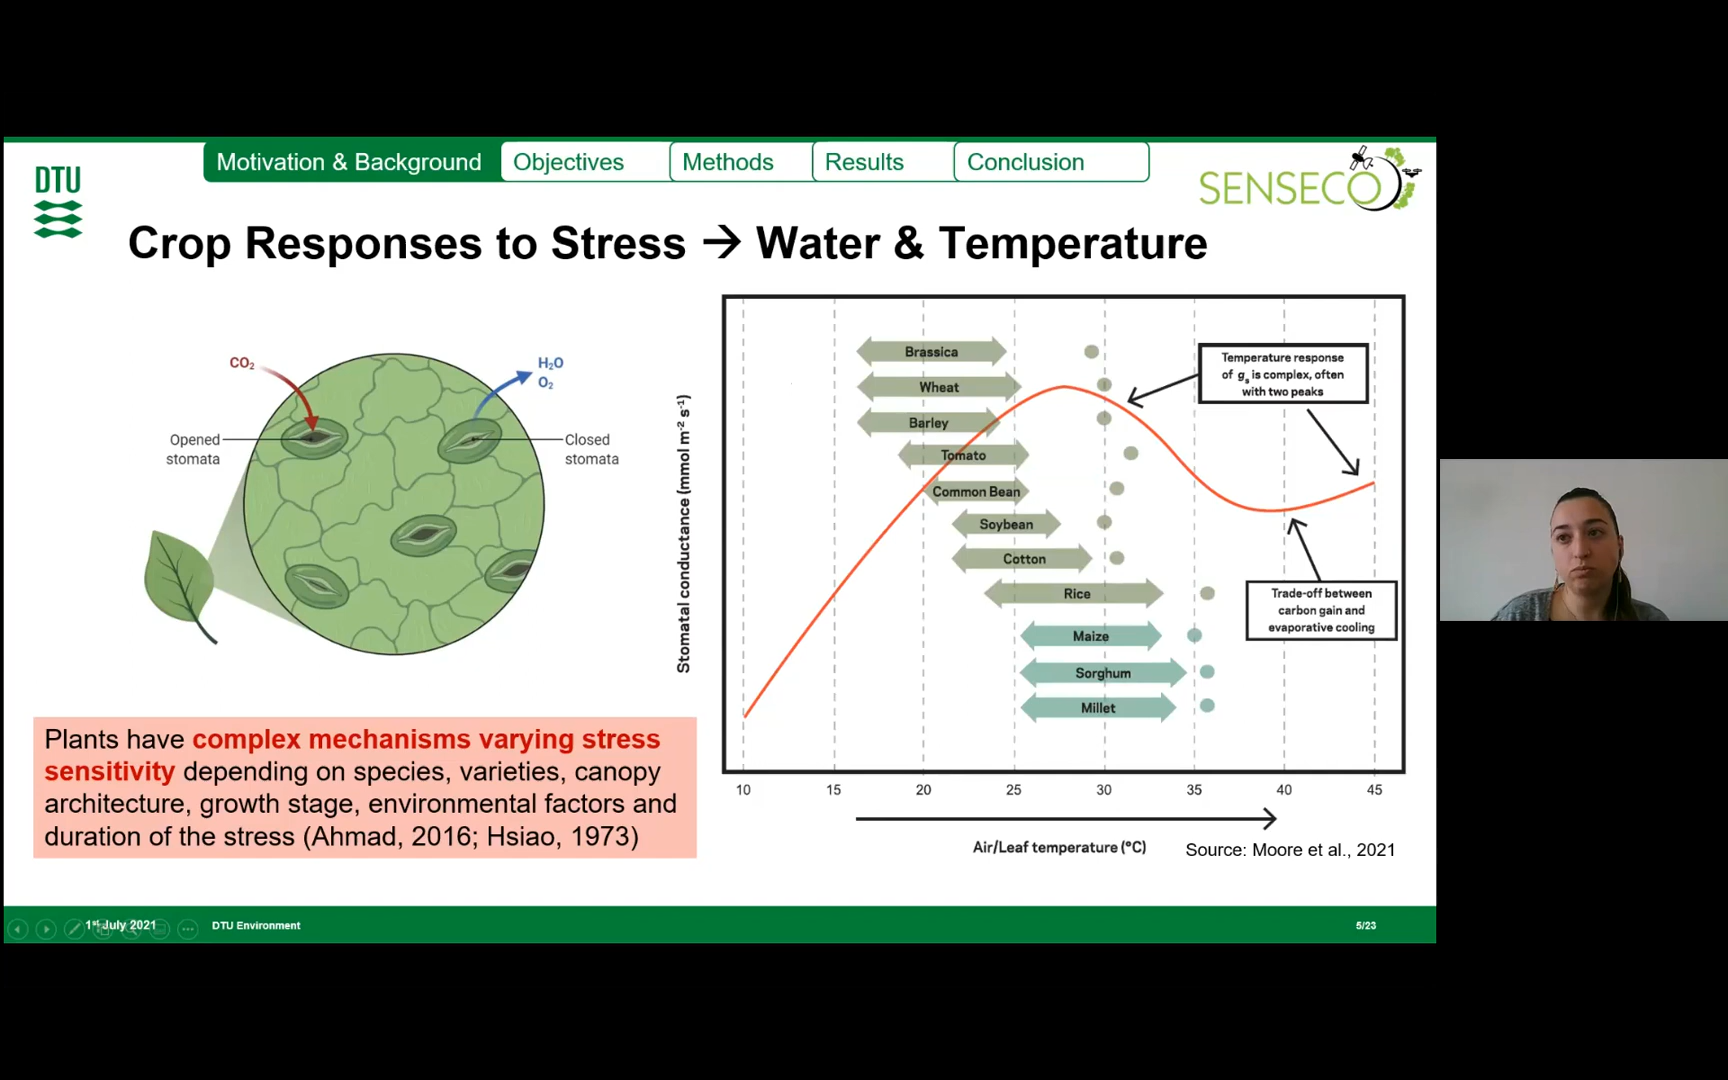 DTU
Motivation & Background
Objectives
Methods
Results
Conclusion
SENSECO
Crop Responses to Stress → Water & Temperature
CO₂
H₂O
O₂
Opened
stomata
Closed
stomata
Plants have complex mechanisms varying stress
sensitivity depending on species, varieties, canopy
architecture, growth stage, environmental factors and
duration of the stress (Ahmad, 2016; Hsiao, 1973)
Stomatal conductance (mmol m⁻² s⁻¹)
Brassica
Wheat
Barley
Tomato
Common Bean
Soybean
Cotton
Rice
Maize
Sorghum
Millet
Temperature response
of gₛ is complex, often
with two peaks
Trade-off between
carbon gain and
evaporative cooling
10 15 20 25 30 35 40 45
Air/Leaf temperature (°C)
Source: Moore et al., 2021
1st July 2021
DTU Environment
5/23